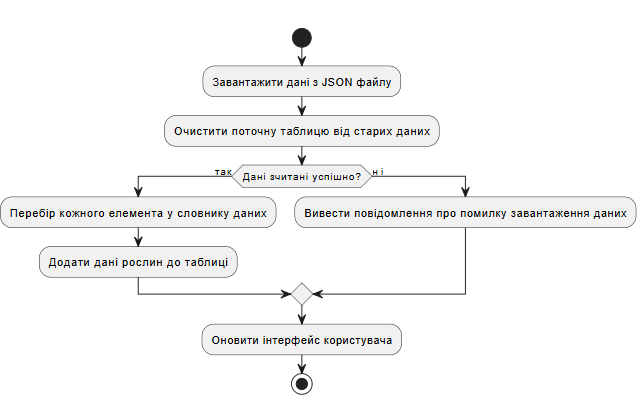 Завантажити дані з JSON файлу
Очистити поточну таблицю від старих даних
так
Дані зчитані успішно?
ні
Перебір кожного елемента у словнику даних
Вивести повідомлення про помилку завантаження даних
Додати дані рослин до таблиці
Оновити інтерфейс користувача